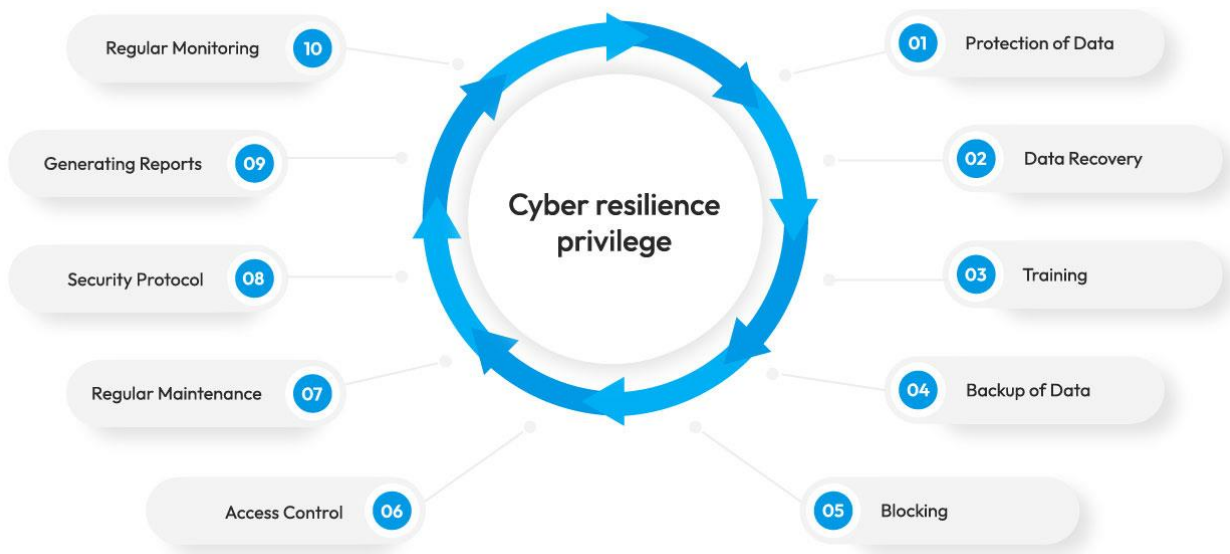 Cyber resilience
privilege
01 Protection of Data
02 Data Recovery
03 Training
04 Backup of Data
05 Blocking
Access Control 06
Regular Maintenance 07
Security Protocol 08
Generating Reports 09
Regular Monitoring 10